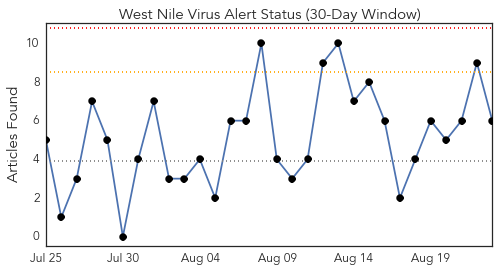 West Nile Virus Alert Status (30-Day Window)
Articles Found
10
8
6
4
2
0
Jul 25 Jul 30 Aug 04 Aug 09 Aug 14 Aug 19